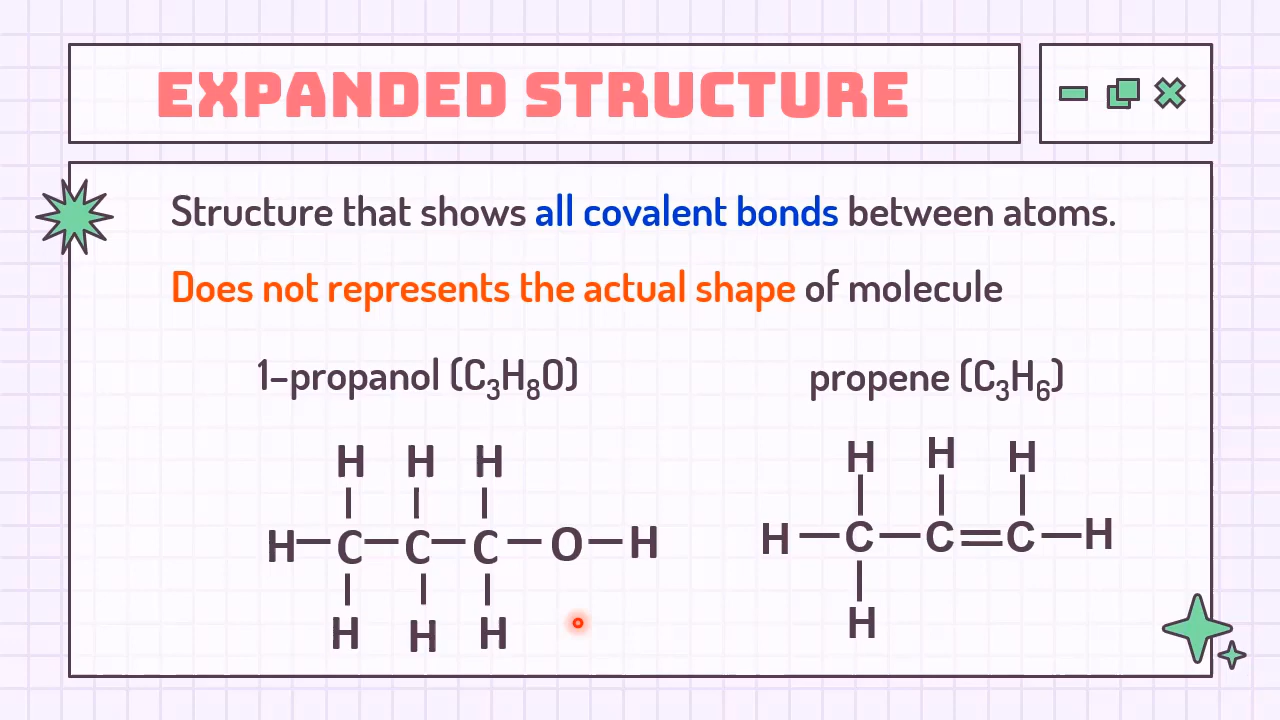 EXPANDED STRUCTURE
Structure that shows all covalent bonds between atoms.
Does not represents the actual shape of molecule
1-propanol (C₃H₈O)
propene (C₃H₆)
H H H
H—C—C—C—O—H
H H H
H H H
H—C—C=C—H
H